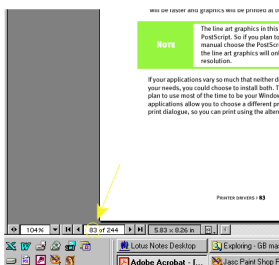 will be faster and graphics will be printed at th
The line art graphics in this
PostScript. So if you plan to
NOTE
manual choose the PostScri
the line art graphics will onl
resolution.
If your applications vary so much that neither d
your needs, you could choose to install both. T
plan to use most of the time to be your Window
applications allow you to choose a different pr
print dialogue, so you can print using the alter
PRINTER DRIVERS › 83
104% 83 of 244 5.83 x 8.26 in
Lotus Notes Desktop Exploring - GB mas
Adobe Acrobat - [... Jasc Paint Shop P